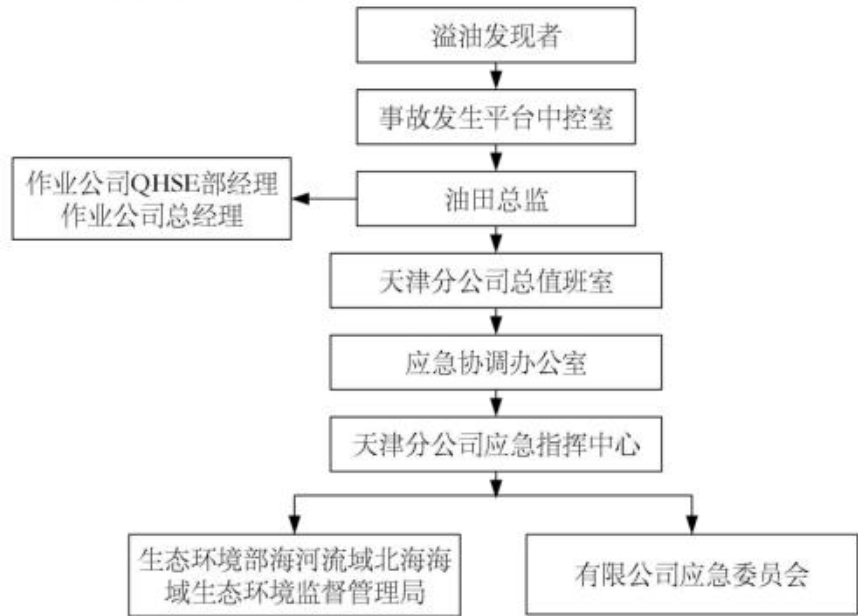 溢油发现者
事故发生平台中控室
作业公司QHSE部经理
作业公司总经理
油田总监
天津分公司总值班室
应急协调办公室
天津分公司应急指挥中心
生态环境部海河流域北海海
域生态环境监督管理局
有限公司应急委员会